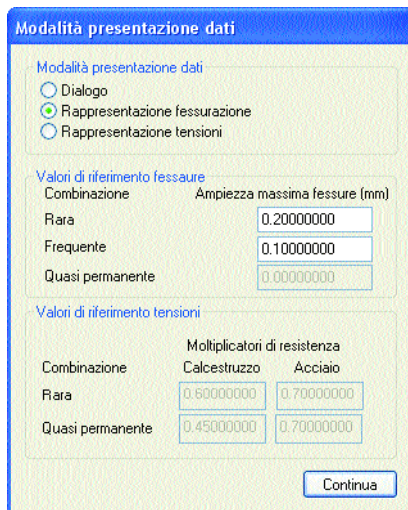 Modalità presentazione dati
Modalità presentazione dati
Dialogo
Rappresentazione fessurazione
Rappresentazione tensioni
Valori di riferimento fessaure
Combinazione Ampiezza massima fessure (mm)
Rara 0.20000000
Frequente 0.10000000
Quasi permanente 0.00000000
Valori di riferimento tensioni
Moltiplicatori di resistenza
Combinazione Calcestruzzo Acciaio
Rara 0.60000000 0.70000000
Quasi permanente 0.45000000 0.70000000
Continua